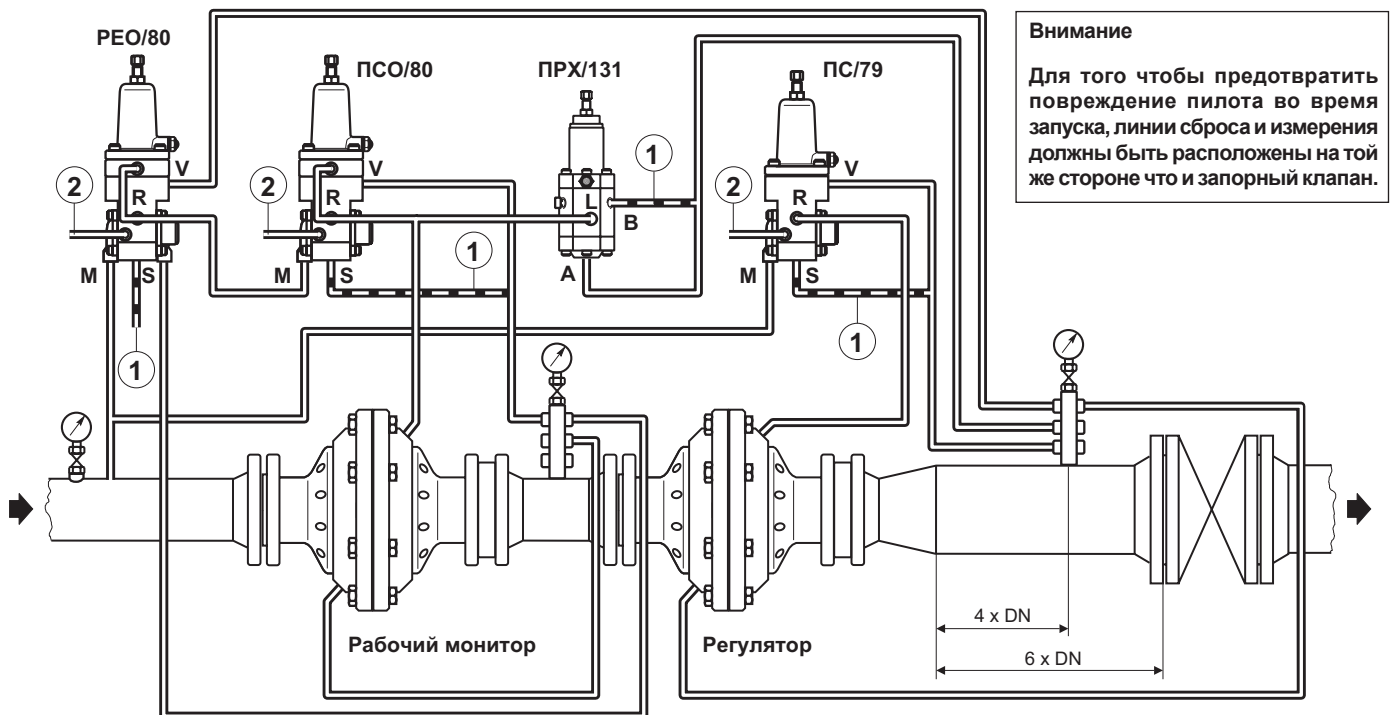 РЕО/80
ПСО/80
ПРХ/131
ПС/79
Внимание
Для того чтобы предотвратить
повреждение пилота во время
запуска, линии сброса и измерения
должны быть расположены на той
же стороне что и запорный клапан.
V
V
V
1
2
2
2
R
R
L
R
B
M
S
M
S
A
M
S
1
1
1
Рабочий монитор
Регулятор
4 x DN
6 x DN